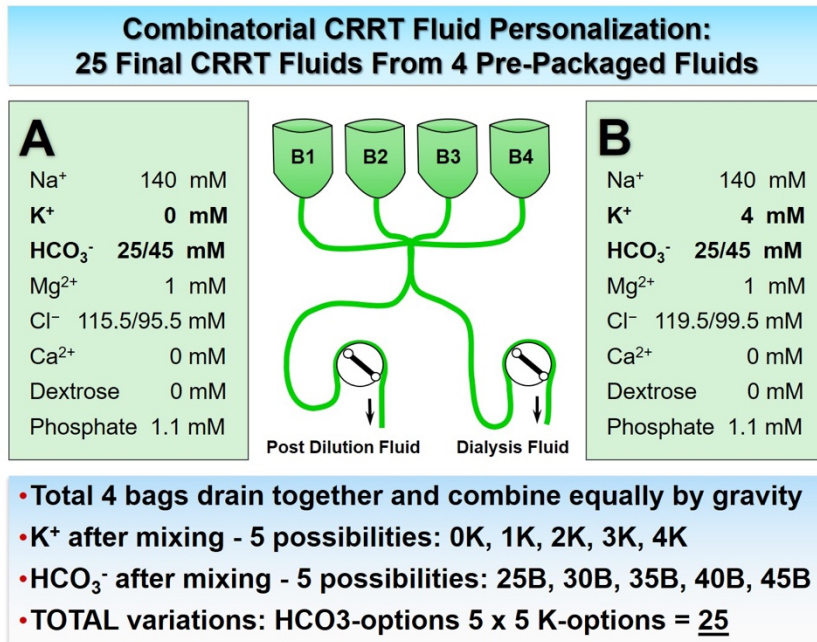 Combinatorial CRRT Fluid Personalization:
25 Final CRRT Fluids From 4 Pre-Packaged Fluids
A
Na⁺ 140 mM
K⁺ 0 mM
HCO₃⁻ 25/45 mM
Mg²⁺ 1 mM
Cl⁻ 115.5/95.5 mM
Ca²⁺ 0 mM
Dextrose 0 mM
Phosphate 1.1 mM
B1 B2 B3 B4
Post Dilution Fluid Dialysis Fluid
B
Na⁺ 140 mM
K⁺ 4 mM
HCO₃⁻ 25/45 mM
Mg²⁺ 1 mM
Cl⁻ 119.5/99.5 mM
Ca²⁺ 0 mM
Dextrose 0 mM
Phosphate 1.1 mM
•Total 4 bags drain together and combine equally by gravity
•K⁺ after mixing - 5 possibilities: 0K, 1K, 2K, 3K, 4K
•HCO₃⁻ after mixing - 5 possibilities: 25B, 30B, 35B, 40B, 45B
•TOTAL variations: HCO3-options 5 x 5 K-options = 25